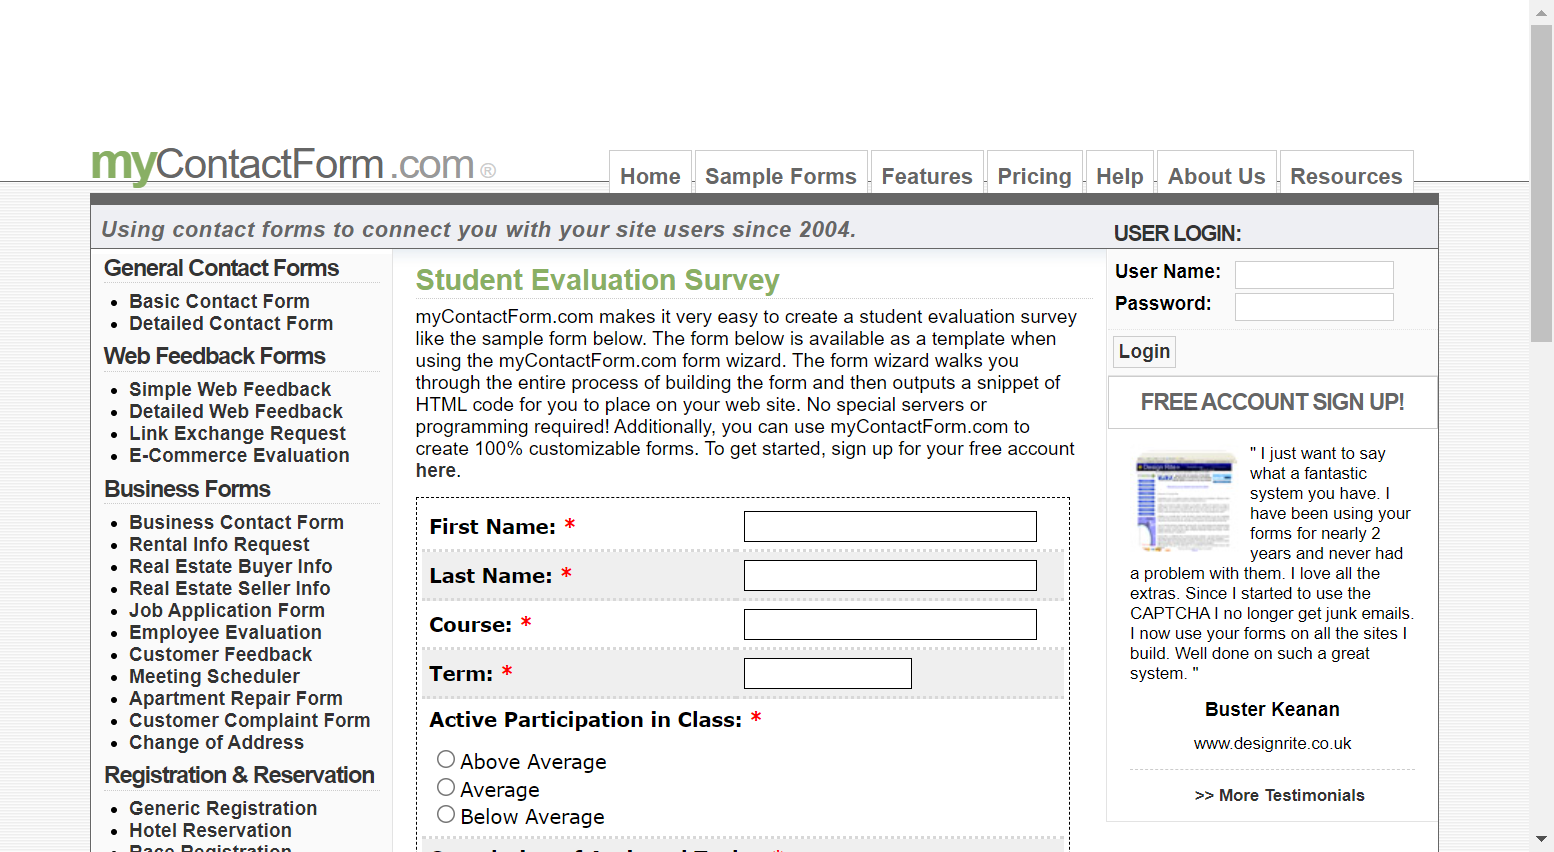 myContactForm.com®
Home
Sample Forms
Features
Pricing
Help
About Us
Resources
Using contact forms to connect you with your site users since 2004.
USER LOGIN:
General Contact Forms
Basic Contact Form
Detailed Contact Form
Web Feedback Forms
Simple Web Feedback
Detailed Web Feedback
Link Exchange Request
E-Commerce Evaluation
Business Forms
Business Contact Form
Rental Info Request
Real Estate Buyer Info
Real Estate Seller Info
Job Application Form
Employee Evaluation
Customer Feedback
Meeting Scheduler
Apartment Repair Form
Customer Complaint Form
Change of Address
Registration & Reservation
Generic Registration
Hotel Reservation
Race Registration
Student Evaluation Survey
myContactForm.com makes it very easy to create a student evaluation survey
like the sample form below. The form below is available as a template when
using the myContactForm.com form wizard. The form wizard walks you
through the entire process of building the form and then outputs a snippet of
HTML code for you to place on your web site. No special servers or
programming required! Additionally, you can use myContactForm.com to
create 100% customizable forms. To get started, sign up for your free account
here.
First Name: *
Last Name: *
Course: *
Term: *
Active Participation in Class: *
Above Average
Average
Below Average
User Name:
Password:
Login
FREE ACCOUNT SIGN UP!
" I just want to say
what a fantastic
system you have. I
have been using your
forms for nearly 2
years and never had
a problem with them. I love all the
extras. Since I started to use the
CAPTCHA I no longer get junk emails.
I now use your forms on all the sites I
build. Well done on such a great
system. "
Buster Keanan
www.designrite.co.uk
>> More Testimonials